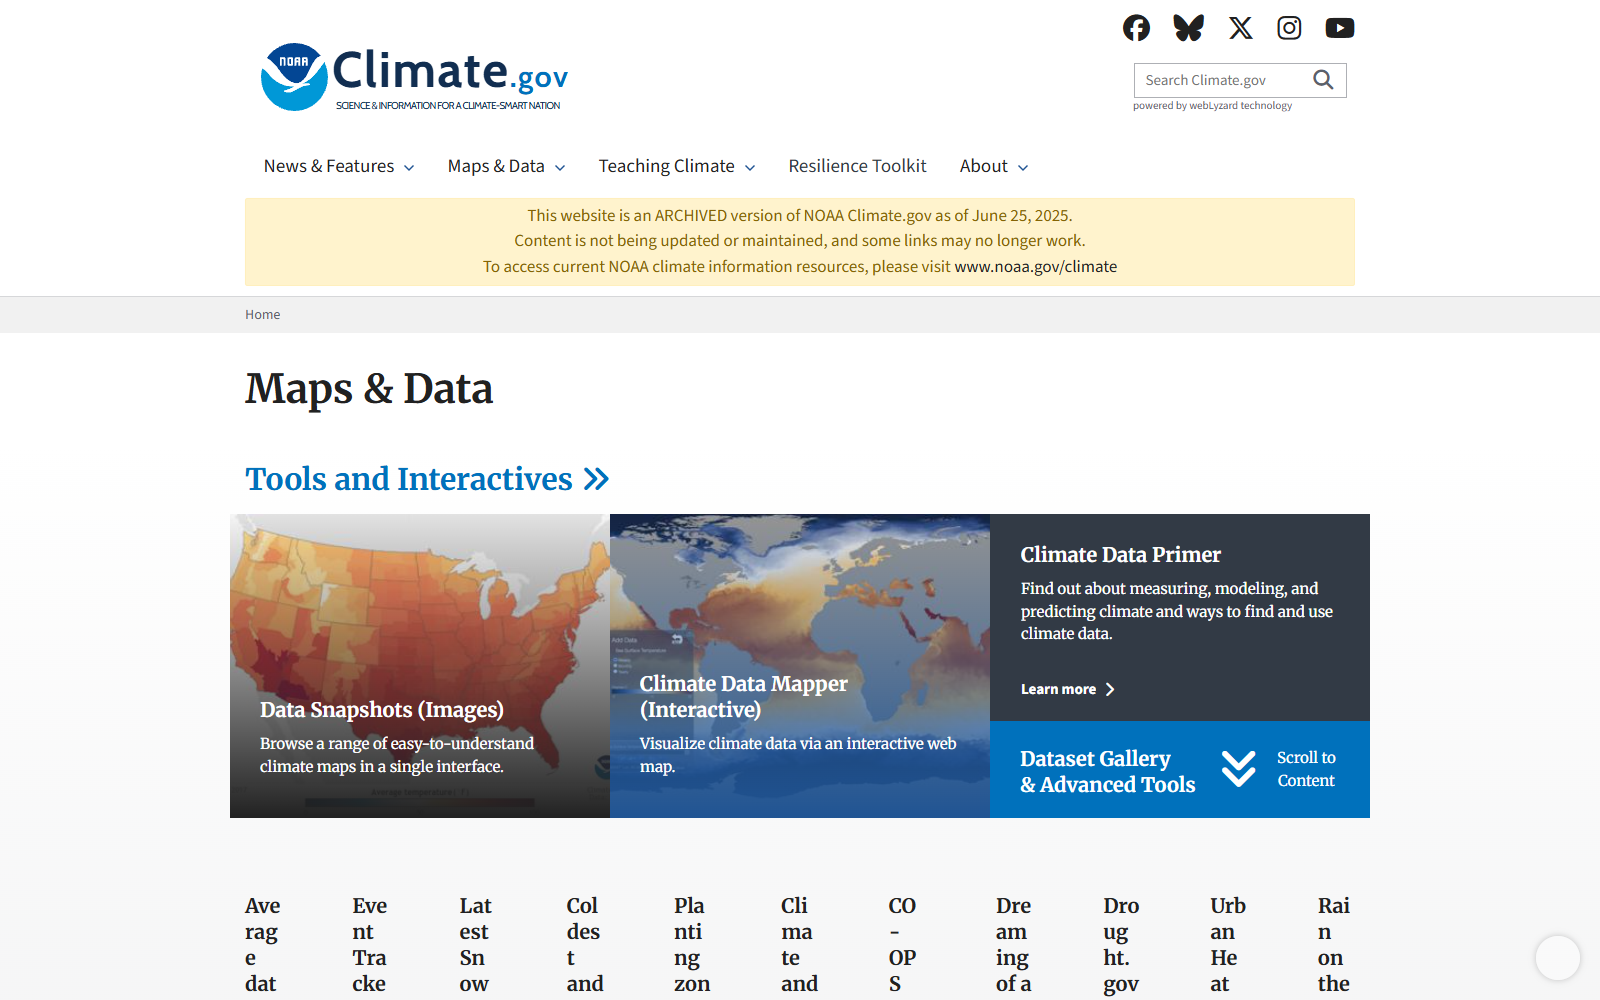 NOAA
Climate.gov
SCIENCE & INFORMATION FOR A CLIMATE-SMART NATION
Search Climate.gov
powered by webLyzard technology
News & Features
Maps & Data
Teaching Climate
Resilience Toolkit
About
This website is an ARCHIVED version of NOAA Climate.gov as of June 25, 2025.
Content is not being updated or maintained, and some links may no longer work.
To access current NOAA climate information resources, please visit www.noaa.gov/climate
Home
Maps & Data
Tools and Interactives
Data Snapshots (Images)
Browse a range of easy-to-understand
climate maps in a single interface.
Average temperature
Add Data
Sea Surface Temperature
Climate Data Mapper
(Interactive)
Visualize climate data via an interactive web
map.
Climate Data Primer
Find out about measuring, modeling, and
predicting climate and ways to find and use
climate data.
Learn more
Dataset Gallery
& Advanced Tools
Scroll to
Content
Ave
rag
e
dat
Eve
nt
Tra
cke
Lat
est
Sn
ow
Col
des
t
and
Pla
nti
ng
zon
Cli
ma
te
and
CO
-
OP
S
Dre
am
ing
of a
Dro
ug
ht.
gov
Urb
an
He
at
Rai
n
on
the